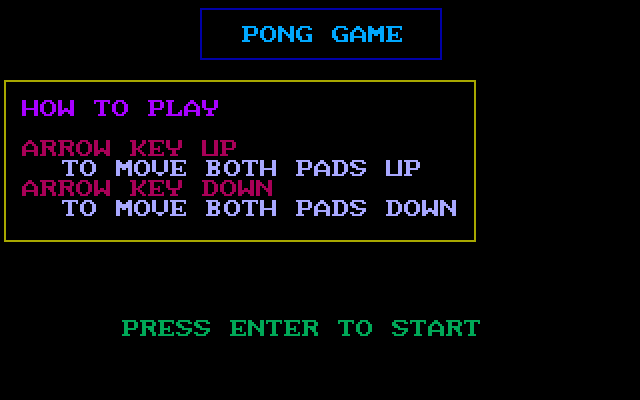 PONG GAME
HOW TO PLAY
ARROW KEY UP
TO MOVE BOTH PADS UP
ARROW KEY DOWN
TO MOVE BOTH PADS DOWN
PRESS ENTER TO START